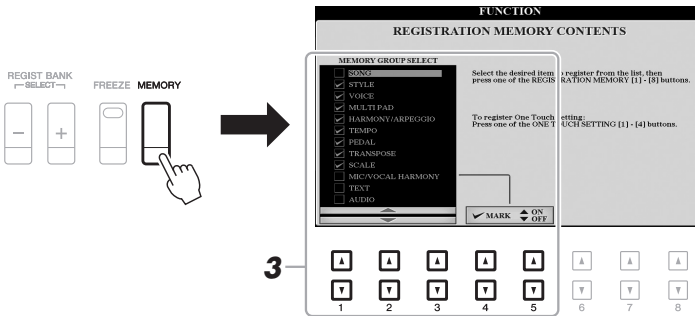 FUNCTION
REGISTRATION MEMORY CONTENTS
REGIST BANK
SELECT
FREEZE
MEMORY
- +
MEMORY GROUP SELECT
SONG
STYLE
VOICE
MULTI PAD
HARMONY/ARPEGGIO
TEMPO
PEDAL
TRANSPOSE
SCALE
MIC/VOCAL HARMONY
TEXT
AUDIO
Select the desired item to register from the list, then
press one of the REGISTRATION MEMORY [1] - [8] buttons.
To register One Touch Setting:
Press one of the ONE TOUCH SETTING [1] - [4] buttons.
MARK ON
OFF
3
1 2 3 4 5 6 7 8